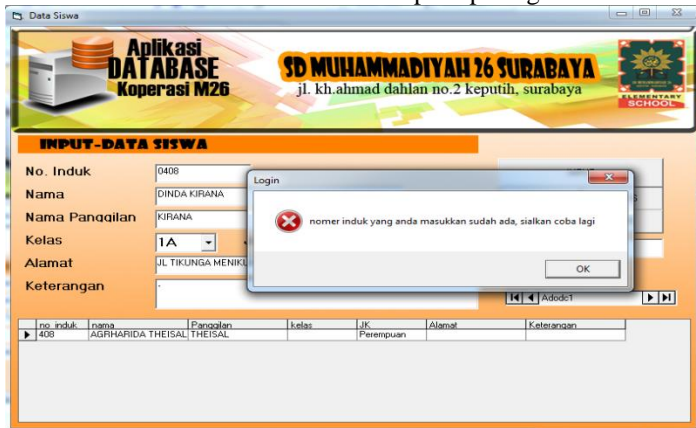 Data Siswa
Aplikasi
DATABASE
Koperasi M26
SD MUHAMMADIYAH 26 SURABAYA
jl. kh.ahmad dahlan no.2 keputih, surabaya
ELEMENTARY
SCHOOL
INPUT-DATA SISWA
No. Induk
0408
Nama
DINDA KIRANA
Nama Panggilan
KIRANA
Kelas
1A
Alamat
JL TIKUNGA MENIKU
Keterangan
-
Login
nomer induk yang anda masukkan sudah ada, sialkan coba lagi
OK
Adodc1
no_induk nama Panggilan kelas JK Alamat Keterangan
408 AGRHARIDA THEISAL THEISAL Perempuan